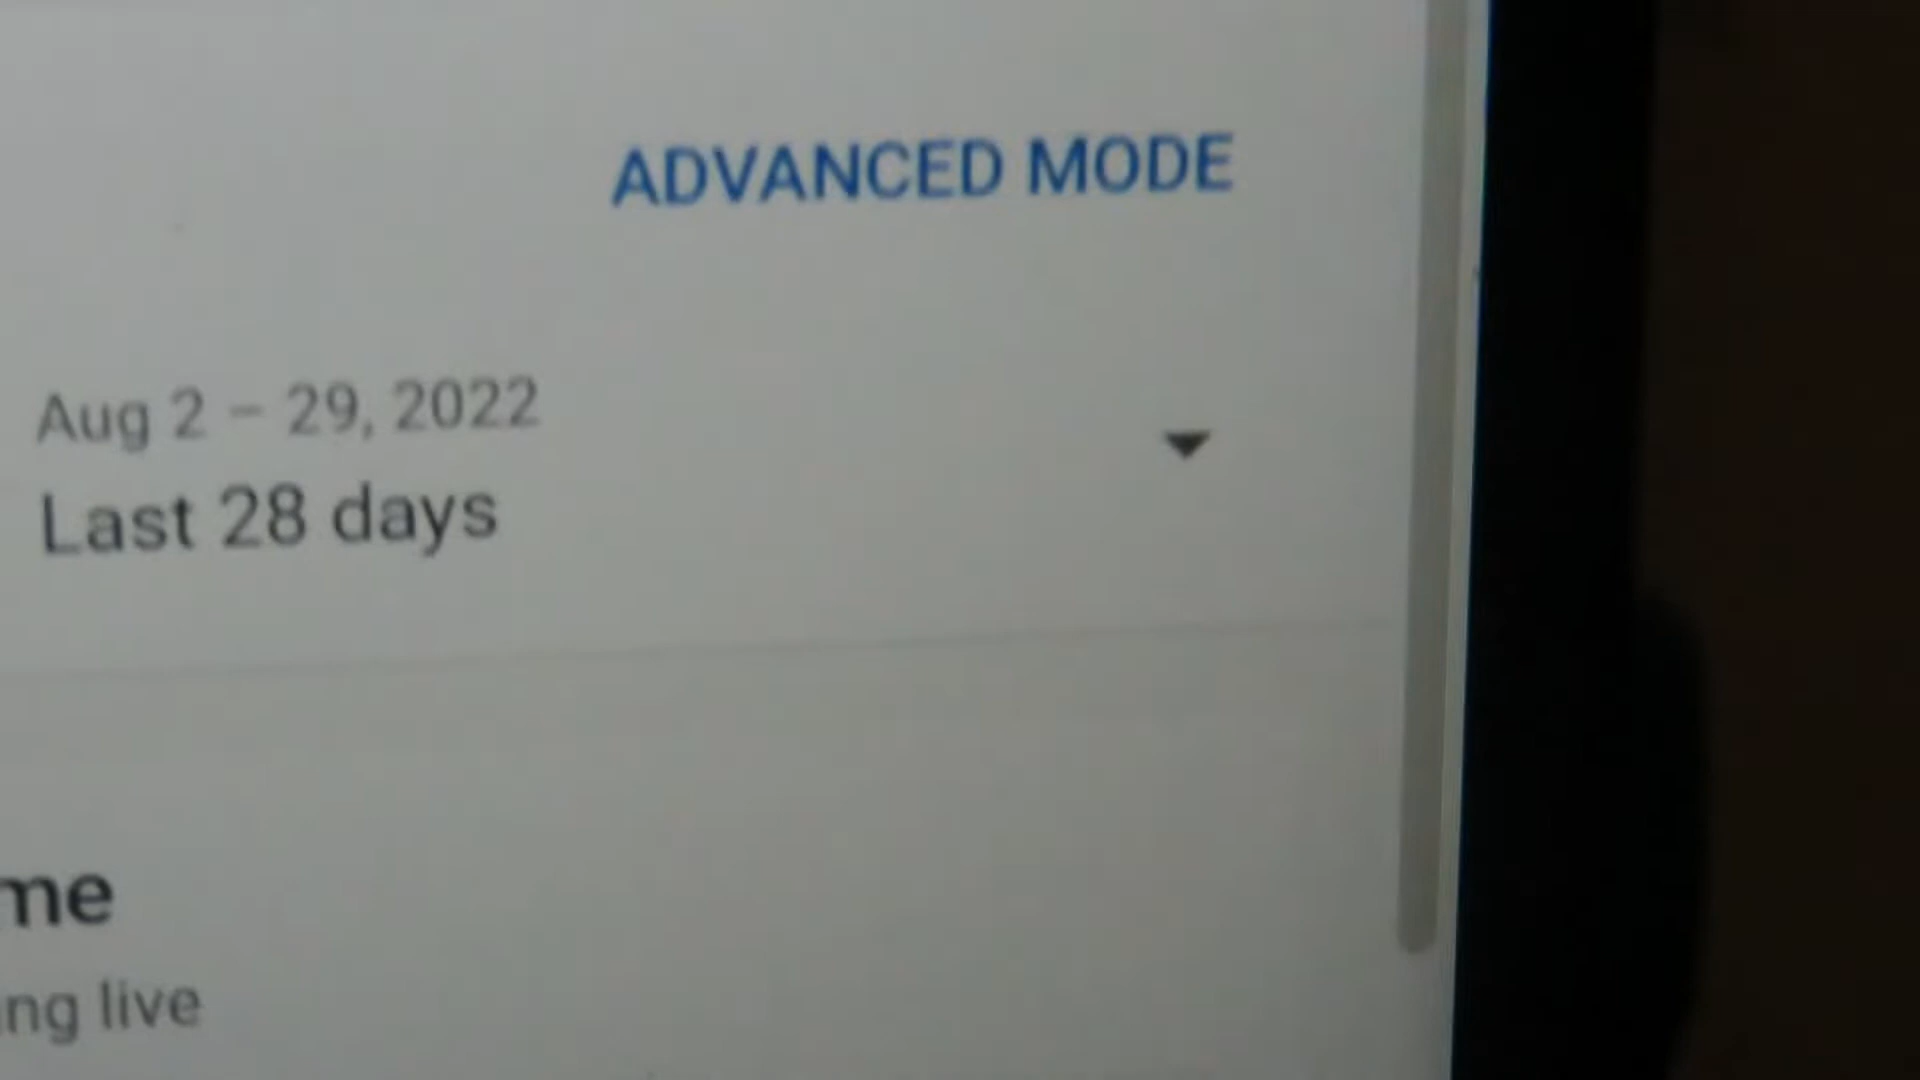 ADVANCED MODE
Aug 2 – 29, 2022
Last 28 days
me
ng live